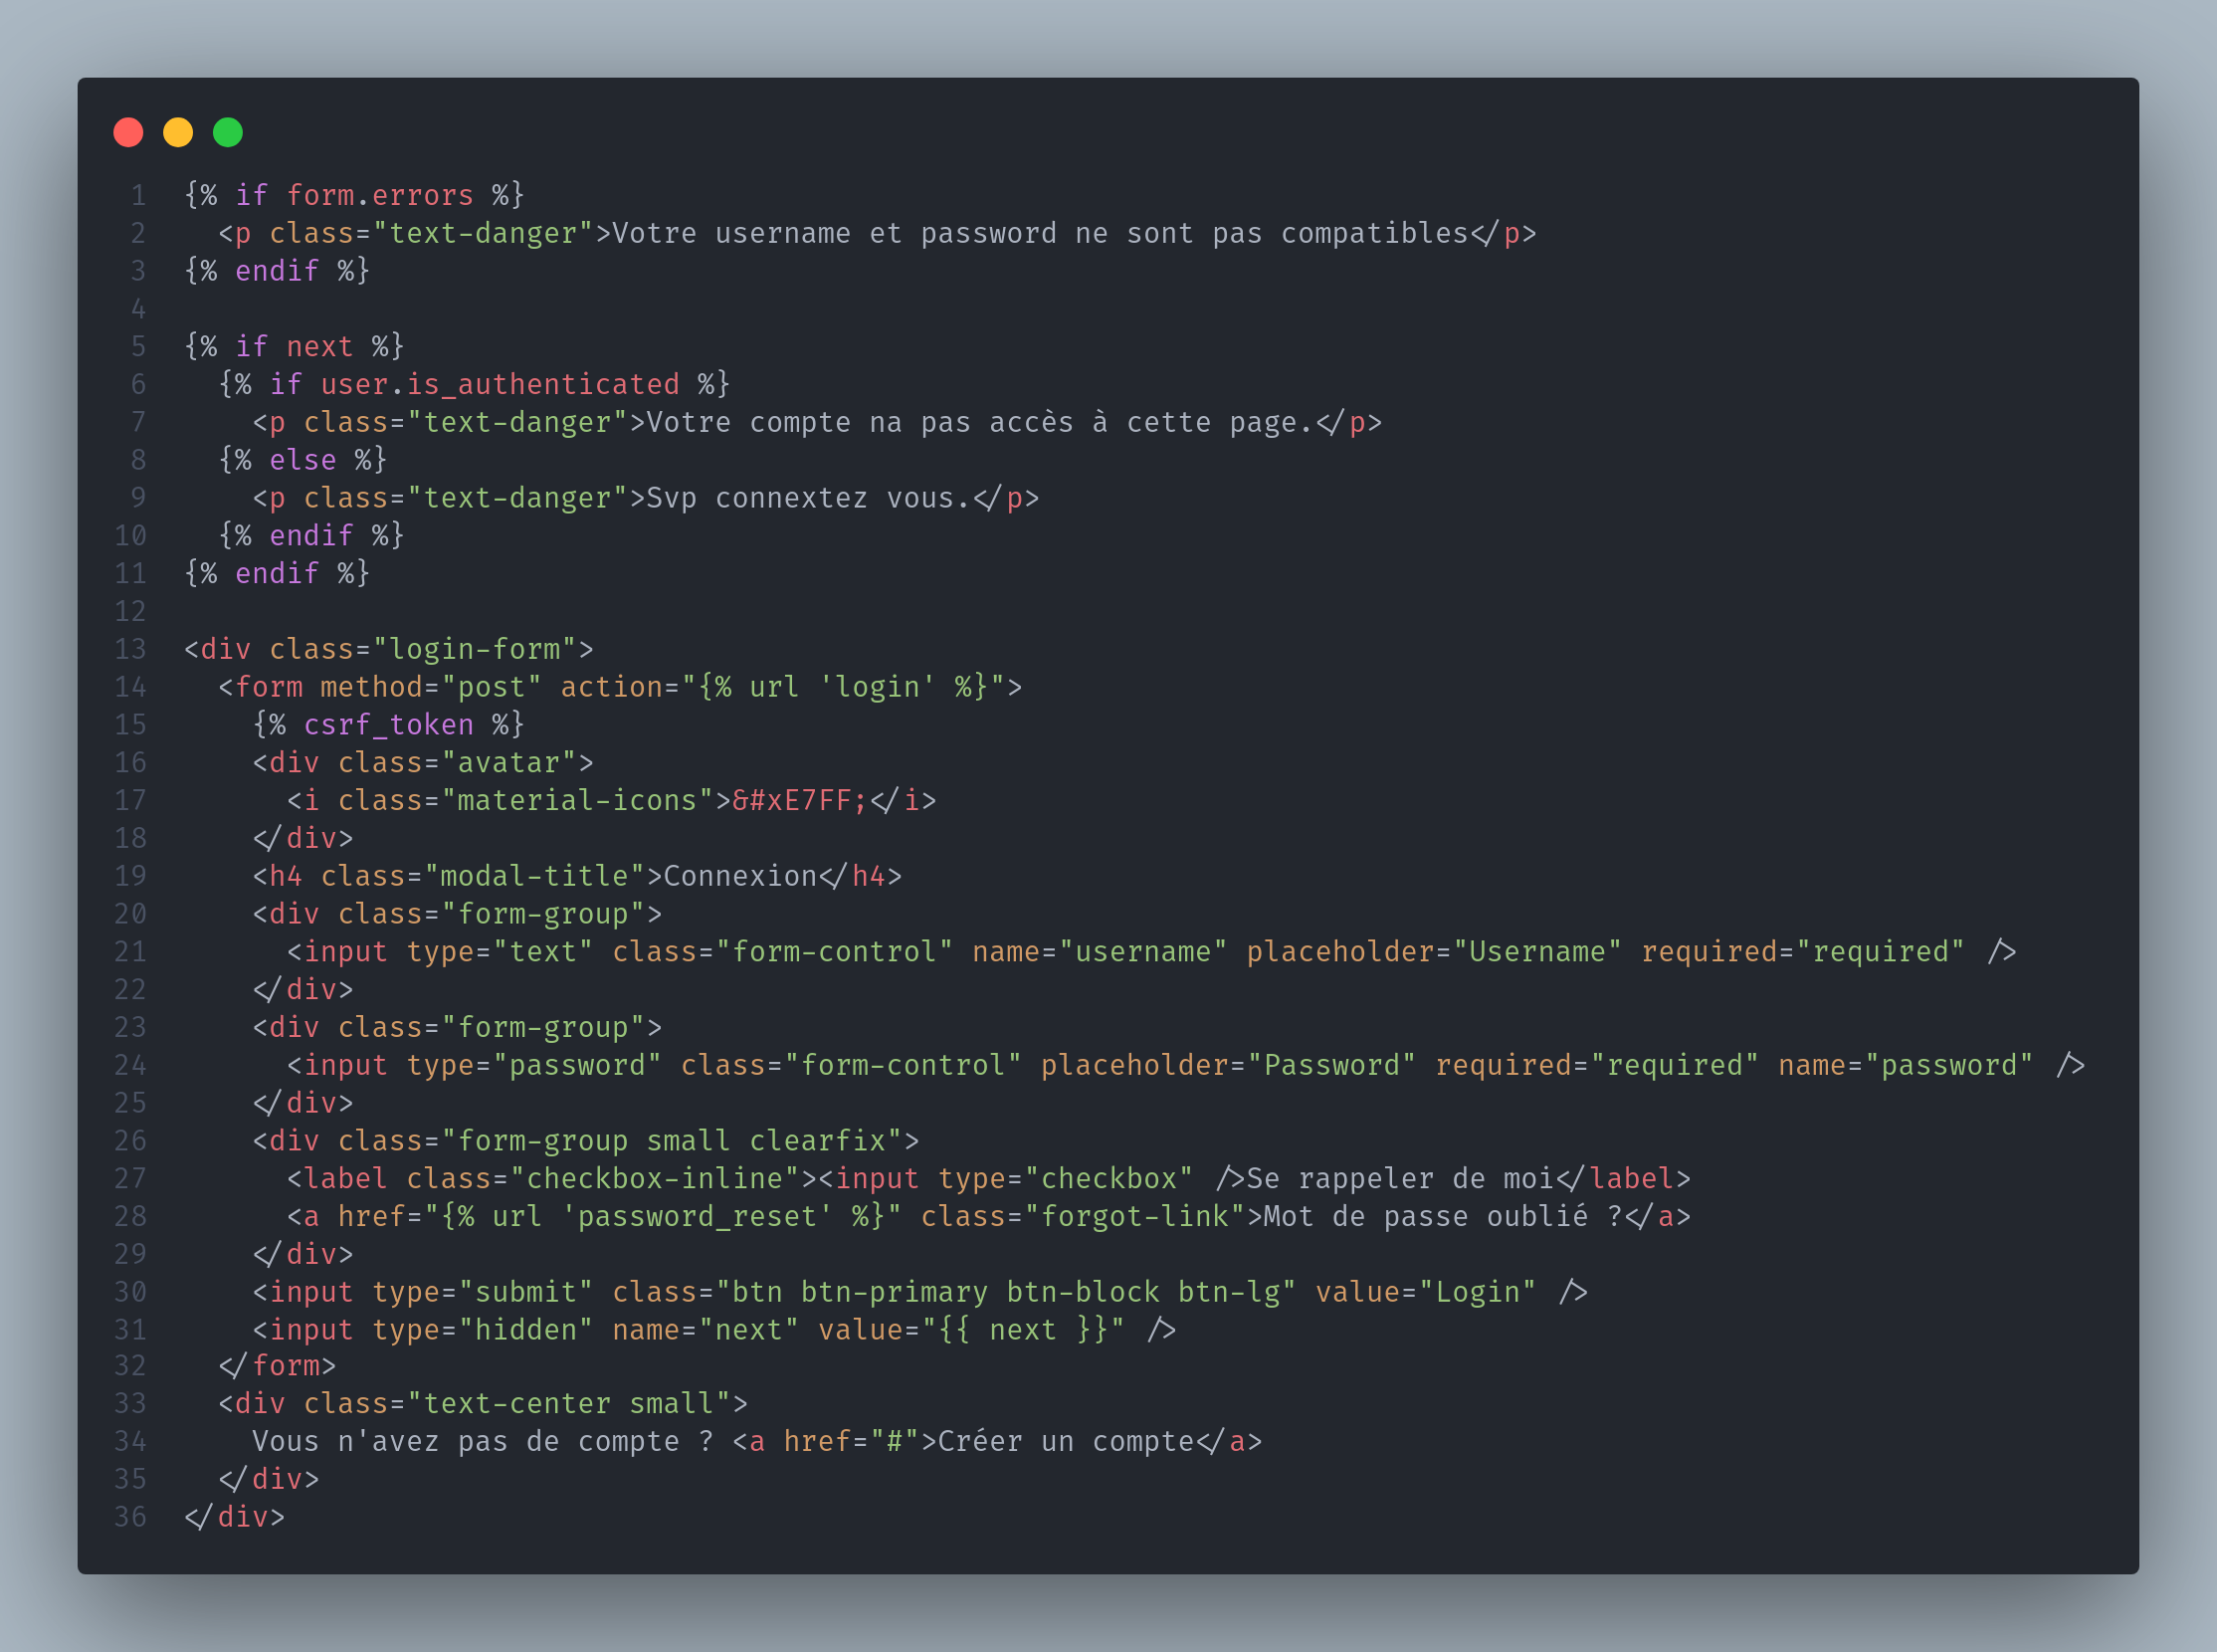 1 {% if form.errors %}
2   <p class="text-danger">Votre username et password ne sont pas compatibles</p>
3 {% endif %}
4
5 {% if next %}
6   {% if user.is_authenticated %}
7     <p class="text-danger">Votre compte na pas accès à cette page.</p>
8   {% else %}
9     <p class="text-danger">Svp connextez vous.</p>
10   {% endif %}
11 {% endif %}
12
13 <div class="login-form">
14   <form method="post" action="{% url 'login' %}">
15     {% csrf_token %}
16     <div class="avatar">
17       <i class="material-icons">&#xE7FF;</i>
18     </div>
19     <h4 class="modal-title">Connexion</h4>
20     <div class="form-group">
21       <input type="text" class="form-control" name="username" placeholder="Username" required="required" />
22     </div>
23     <div class="form-group">
24       <input type="password" class="form-control" placeholder="Password" required="required" name="password" />
25     </div>
26     <div class="form-group small clearfix">
27       <label class="checkbox-inline"><input type="checkbox" />Se rappeler de moi</label>
28       <a href="{% url 'password_reset' %}" class="forgot-link">Mot de passe oublié ?</a>
29     </div>
30     <input type="submit" class="btn btn-primary btn-block btn-lg" value="Login" />
31     <input type="hidden" name="next" value="{{ next }}" />
32   </form>
33   <div class="text-center small">
34     Vous n'avez pas de compte ? <a href="#">Créer un compte</a>
35   </div>
36 </div>